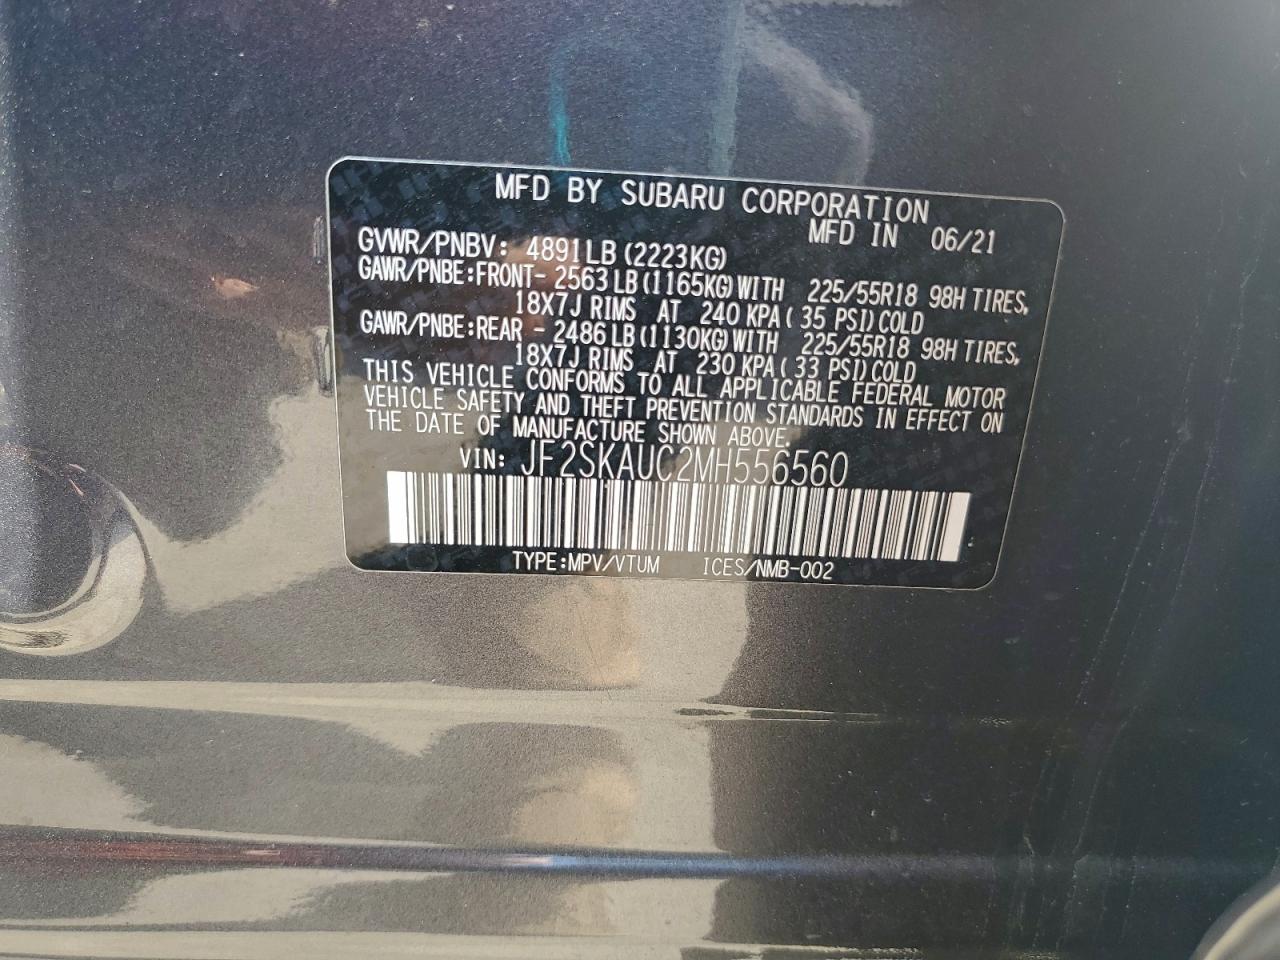 MFD BY SUBARU CORPORATION
MFD IN 06/21
GVWR/PNBV: 4891LB (2223KG)
GAWR/PNBE:FRONT- 2563 LB (1165KG) WITH 225/55R18 98H TIRES,
18X7J RIMS AT 240 KPA ( 35 PSI) COLD
GAWR/PNBE:REAR - 2486 LB (1130KG) WITH 225/55R18 98H TIRES,
18X7J RIMS AT 230 KPA ( 33 PSI) COLD
THIS VEHICLE CONFORMS TO ALL APPLICABLE FEDERAL MOTOR
VEHICLE SAFETY AND THEFT PREVENTION STANDARDS IN EFFECT ON
THE DATE OF MANUFACTURE SHOWN ABOVE.
VIN: JF2SKAUC2MH556560
TYPE:MPV/VTUM ICES/NMB-002